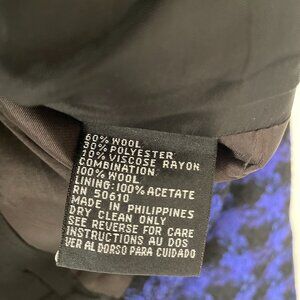 60% WOOL
30% POLYESTER
10% VISCOSE RAYON
COMBINATION
100% WOOL
LINING: 100% ACETATE
RN 50610
MADE IN PHILIPPINES
DRY CLEAN ONLY
SEE REVERSE FOR CARE
INSTRUCTIONS AU DOS
VER AL DORSO PARA CUIDADO